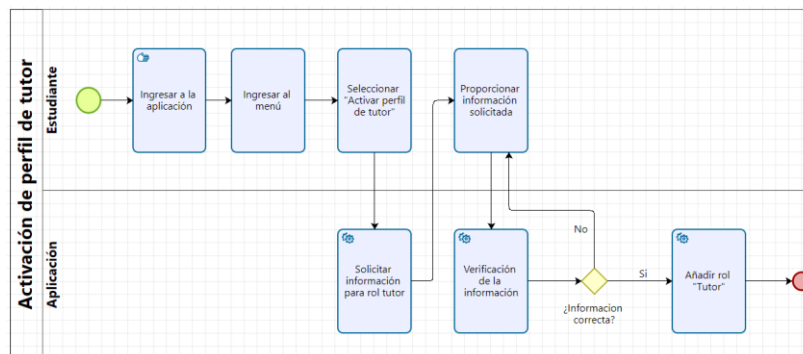 Activación de perfil de tutor
Estudiante
Ingresar a la
aplicación
Ingresar al
menú
Seleccionar
"Activar perfil
de tutor"
Proporcionar
información
solicitada
Aplicación
Solicitar
información
para rol tutor
Verificación
de la
información
No
¿Informacion
correcta?
Si
Añadir rol
"Tutor"